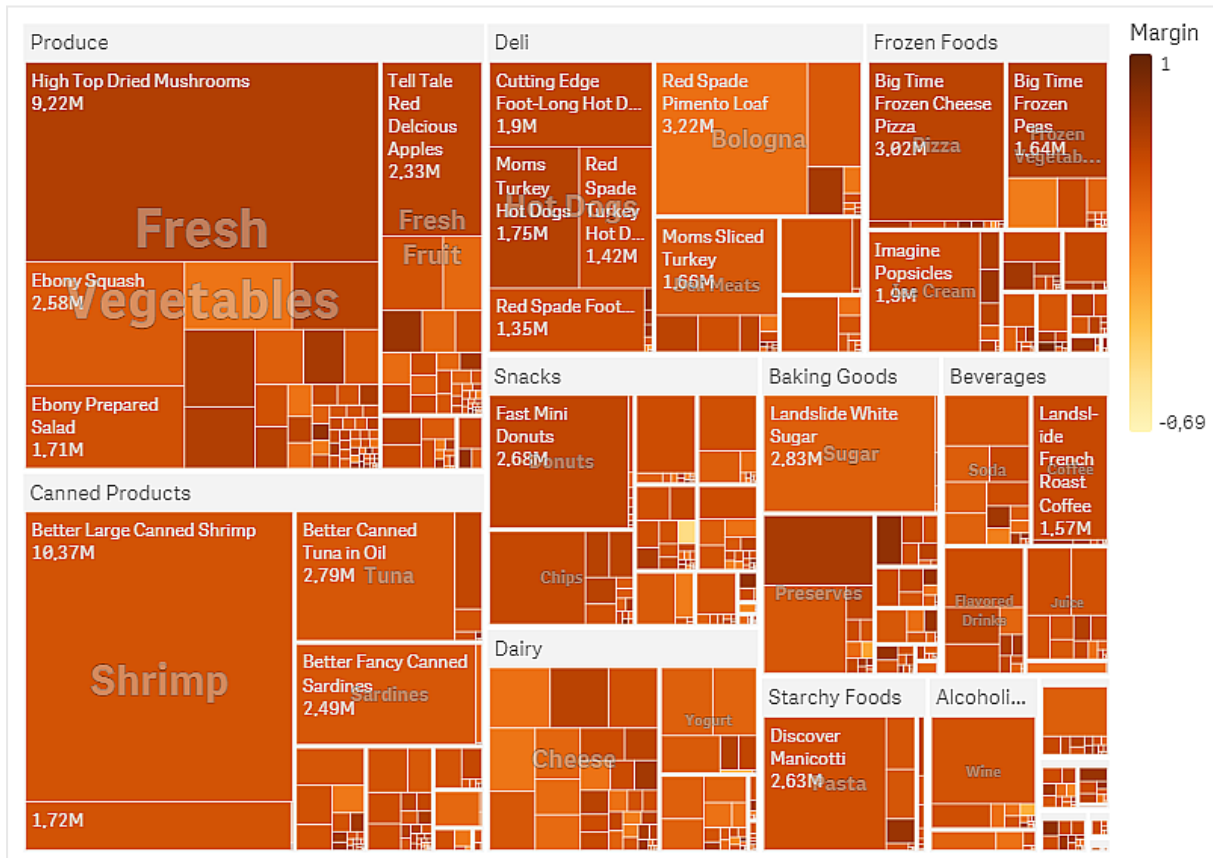 Produce
High Top Dried Mushrooms
9,22M
Fresh
Vegetables
Ebony Squash
2,58M
Ebony Prepared
Salad
1,71M
Tell Tale
Red
Delcious
Apples
2,33M
Fresh
Fruit
Canned Products
Better Large Canned Shrimp
10,37M
Shrimp
1,72M
Better Canned
Tuna in Oil
2,79M
Tuna
Better Fancy Canned
Sardines
2,49M
Sardines
Deli
Cutting Edge
Foot-Long Hot D...
1,9M
Moms
Turkey
Hot Dogs
1,75M
Red
Spade
Turkey
Hot D...
1,42M
Hot Dogs
Red Spade Foot...
1,35M
Red Spade
Pimento Loaf
3,22M
Bologna
Moms Sliced
Turkey
1,66M
Deli Meats
Frozen Foods
Big Time
Frozen Cheese
Pizza
3,02M
Pizza
Big Time
Frozen
Peas
1,64M
Frozen
Vegetab...
Imagine
Popsicles
1,9M
Ice Cream
Snacks
Fast Mini
Donuts
2,68M
Donuts
Chips
Dairy
Cheese
Yogurt
Baking Goods
Landslide White
Sugar
2,83M
Sugar
Preserves
Beverages
Soda
Landsl-
ide
French
Roast
Coffee
1,57M
Coffee
Flavored
Drinks
Juice
Starchy Foods
Discover
Manicotti
2,63M
Pasta
Alcoholi...
Wine
Margin
1
-0,69